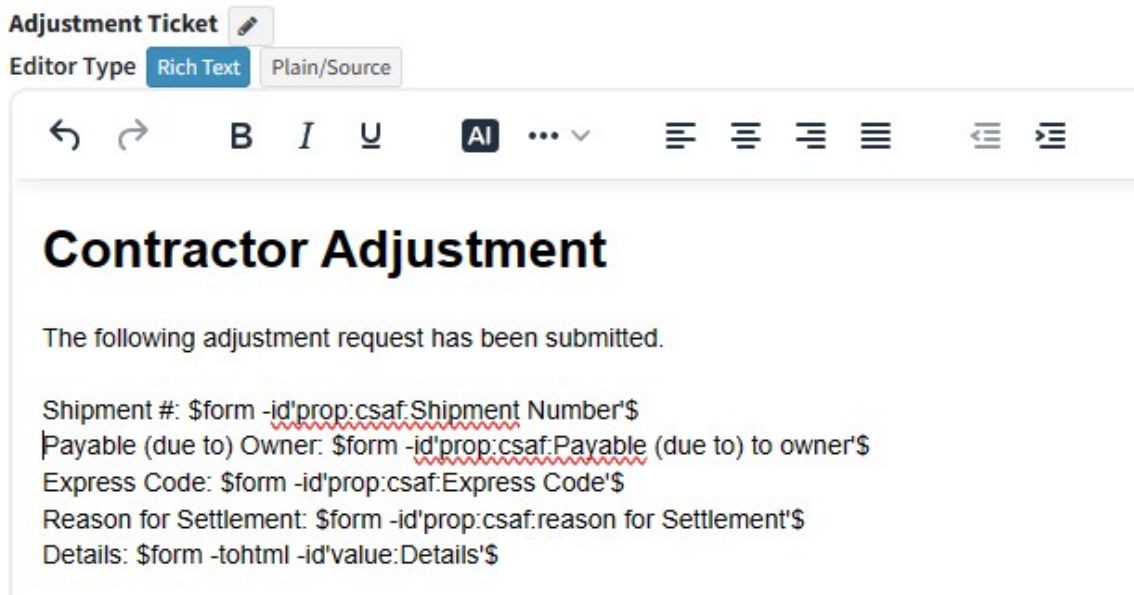 Adjustment Ticket
Editor Type Rich Text Plain/Source
B I U AI
Contractor Adjustment
The following adjustment request has been submitted.
Shipment #: $form -id'prop:csaf:Shipment Number'$
Payable (due to) Owner: $form -id'prop:csaf:Payable (due to) to owner'$
Express Code: $form -id'prop:csaf:Express Code'$
Reason for Settlement: $form -id'prop:csaf:reason for Settlement'$
Details: $form -tohtml -id'value:Details'$